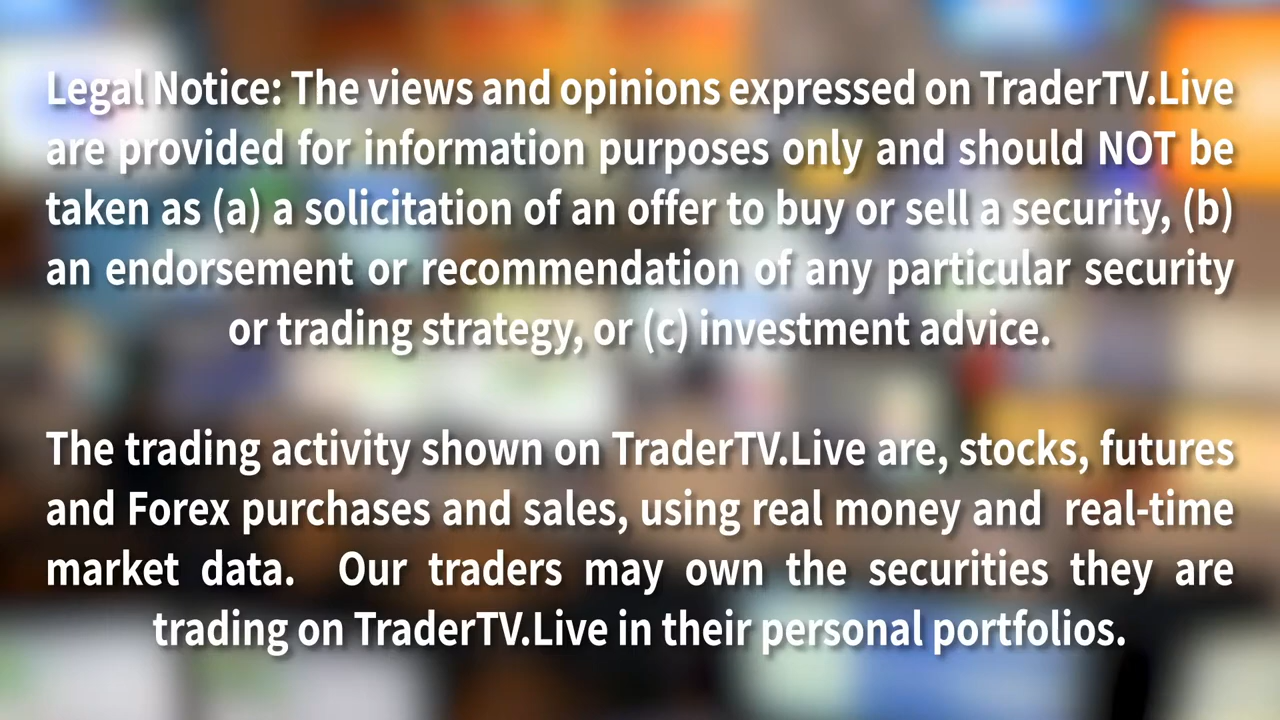 Legal Notice: The views and opinions expressed on TraderTV.Live
are provided for information purposes only and should NOT be
taken as (a) a solicitation of an offer to buy or sell a security, (b)
an endorsement or recommendation of any particular security
or trading strategy, or (c) investment advice.
The trading activity shown on TraderTV.Live are, stocks, futures
and Forex purchases and sales, using real money and  real-time
market data.  Our traders may own the securities they are
trading on TraderTV.Live in their personal portfolios.